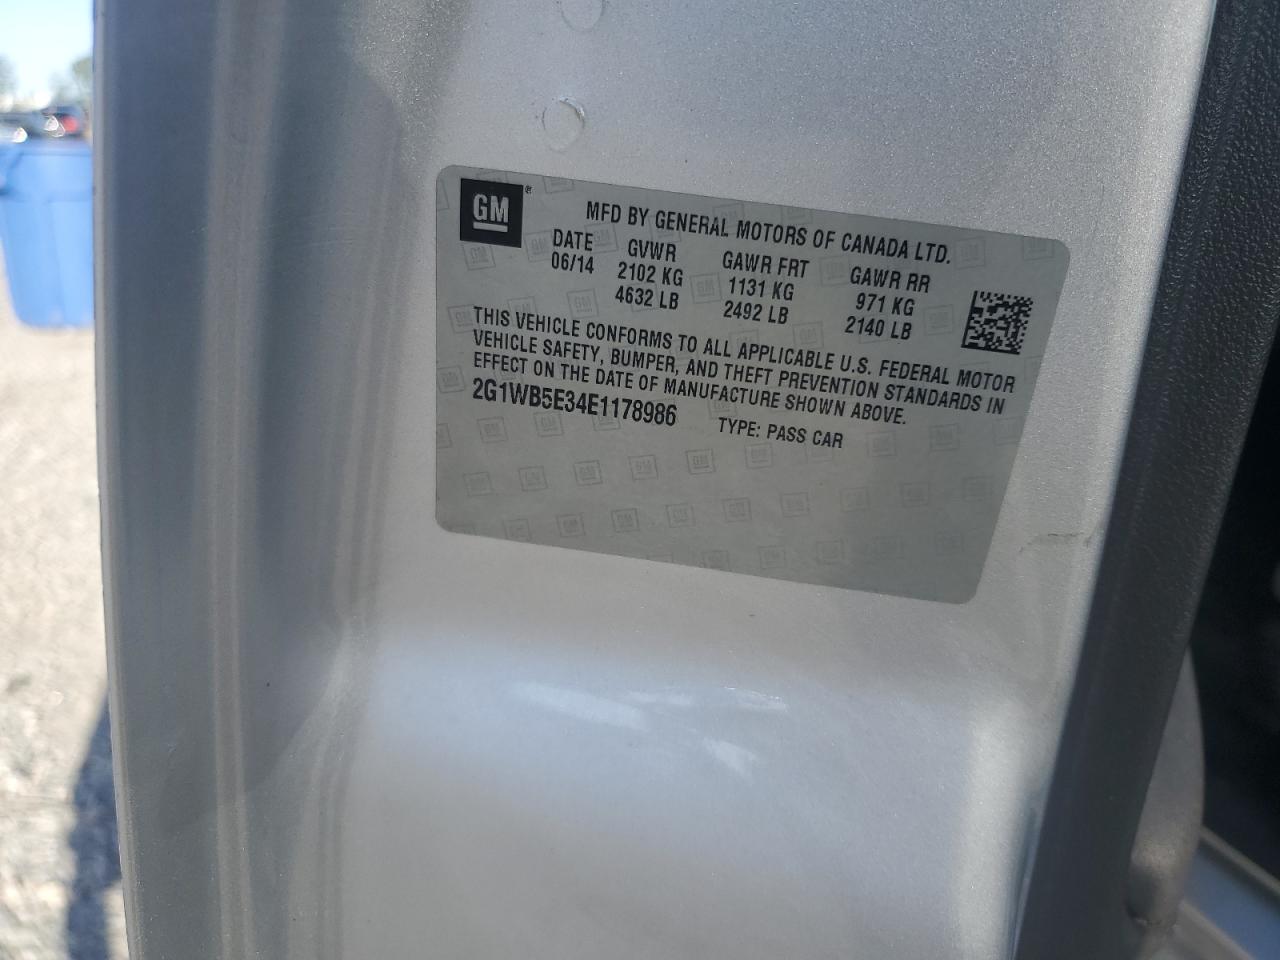 GM®
MFD BY GENERAL MOTORS OF CANADA LTD.
DATE GVWR GAWR FRT GAWR RR
06/14 2102 KG 1131 KG 971 KG
4632 LB 2492 LB 2140 LB
THIS VEHICLE CONFORMS TO ALL APPLICABLE U.S. FEDERAL MOTOR
VEHICLE SAFETY, BUMPER, AND THEFT PREVENTION STANDARDS IN
EFFECT ON THE DATE OF MANUFACTURE SHOWN ABOVE.
2G1WB5E34E1178986 TYPE: PASS CAR